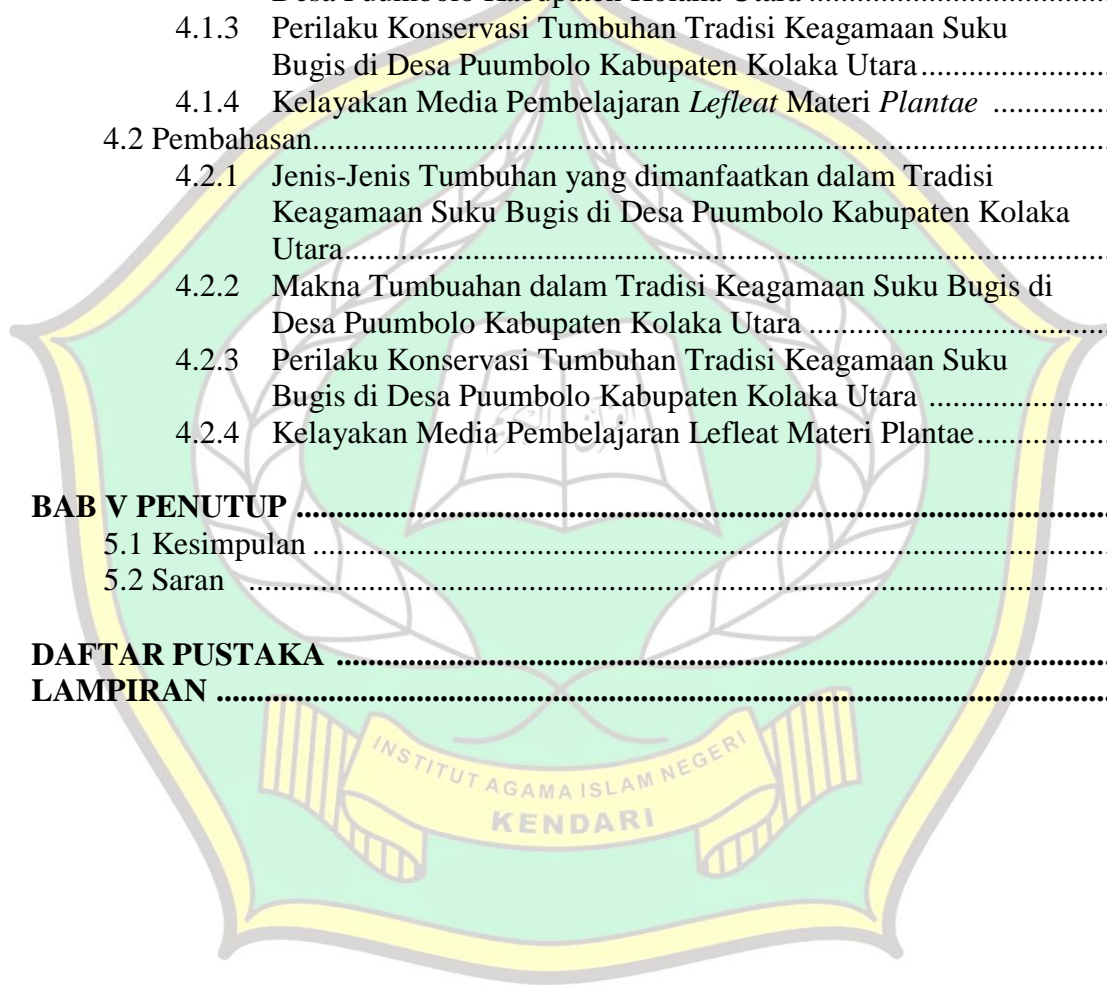 Desa Puumbolo Kabupaten Kolaka Utara ....................................
4.1.3 Perilaku Konservasi Tumbuhan Tradisi Keagamaan Suku
Bugis di Desa Puumbolo Kabupaten Kolaka Utara ....................
4.1.4 Kelayakan Media Pembelajaran Lefleat Materi Plantae ............
4.2 Pembahasan....................................................................
4.2.1 Jenis-Jenis Tumbuhan yang dimanfaatkan dalam Tradisi
Keagamaan Suku Bugis di Desa Puumbolo Kabupaten Kolaka
Utara....................................................................
4.2.2 Makna Tumbuahan dalam Tradisi Keagamaan Suku Bugis di
Desa Puumbolo Kabupaten Kolaka Utara ....................................
4.2.3 Perilaku Konservasi Tumbuhan Tradisi Keagamaan Suku
Bugis di Desa Puumbolo Kabupaten Kolaka Utara ....................
4.2.4 Kelayakan Media Pembelajaran Lefleat Materi Plantae...............
BAB V PENUTUP ....................................................................
5.1 Kesimpulan ....................................................................
5.2 Saran ....................................................................
DAFTAR PUSTAKA ....................................................................
LAMPIRAN ....................................................................
INSTITUT AGAMA ISLAM NEGERI
KENDARI